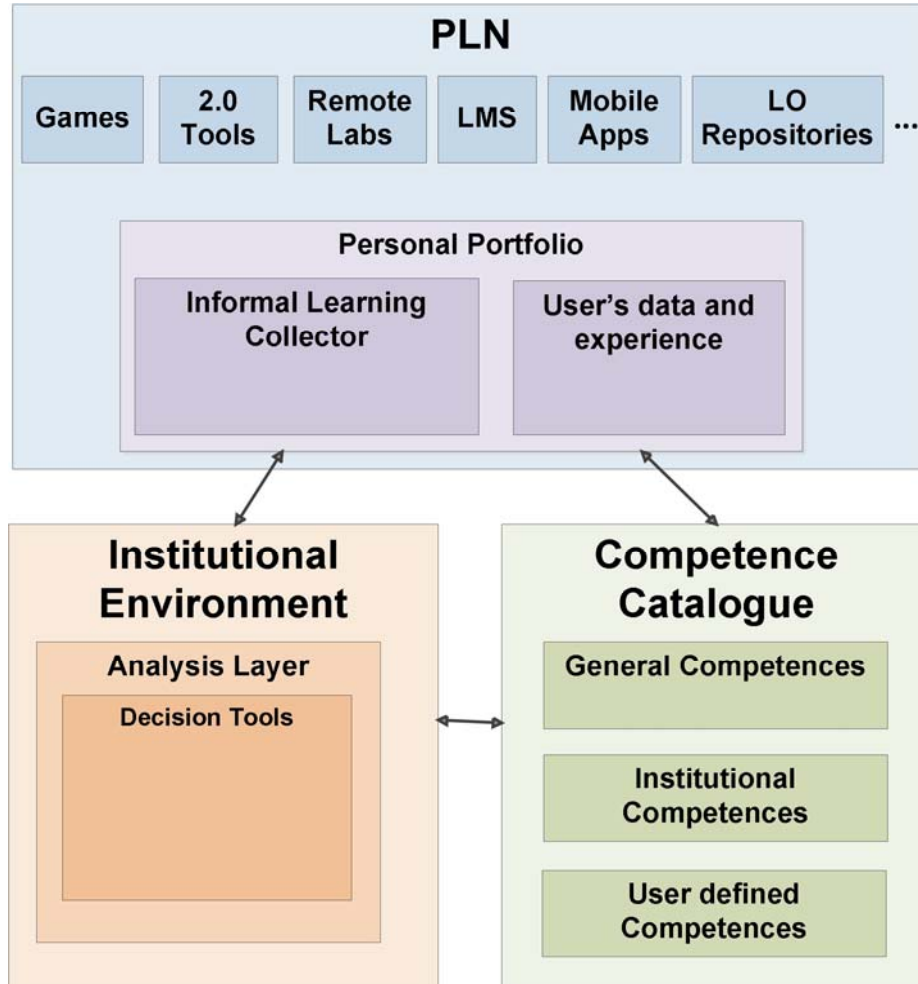 PLN
Games
2.0
Tools
Remote
Labs
LMS
Mobile
Apps
LO
Repositories
...
Personal Portfolio
Informal Learning
Collector
User’s data and
experience
Institutional
Environment
Analysis Layer
Decision Tools
Competence
Catalogue
General Competences
Institutional
Competences
User defined
Competences